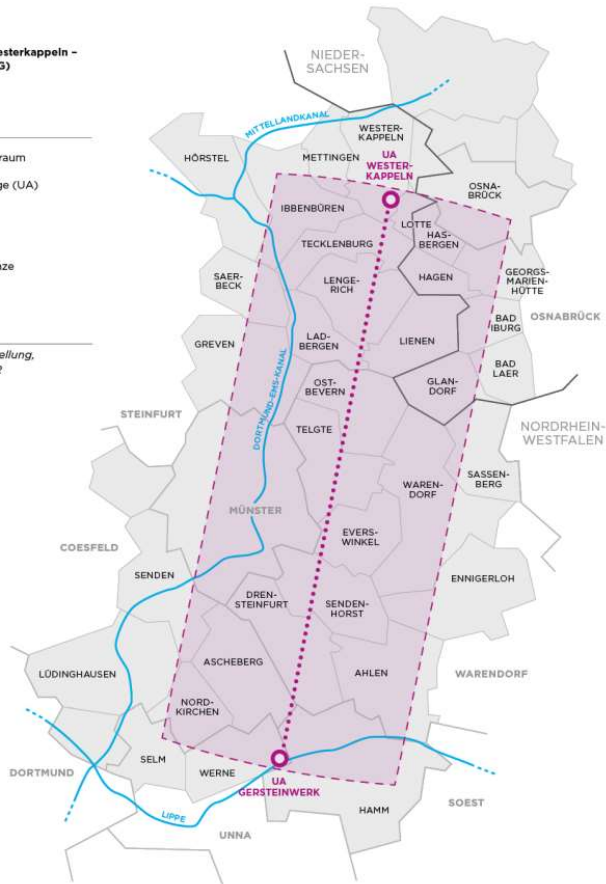 esterkappeln –
G)
raum
ge (UA)
nze
ellung,
NIEDER-
SACHSEN
MITTELLANDKANAL
WESTER-
KAPPELN
HÖRSTEL
METTINGEN
UA
WESTER-
KAPPELN
OSNA-
BRÜCK
IBBENBÜREN
LOTTE
HAS-
BERGEN
TECKLENBURG
SAER-
BECK
LENGE-
RICH
HAGEN
GEORGS-
MARIEN-
HÜTTE
GREVEN
LAD-
BERGEN
LIENEN
BAD
IBURG
OSNABRÜCK
BAD
LAER
OST-
BEVERN
GLAN-
DORF
DORTMUND-EMS-KANAL
STEINFURT
TELGTE
NORDRHEIN-
WESTFALEN
WAREN-
DORF
SASSEN-
BERG
MÜNSTER
EVERS-
WINKEL
COESFELD
SENDEN
ENNIGERLOH
DREN-
STEINFURT
SENDEN-
HORST
LÜDINGHAUSEN
ASCHEBERG
AHLEN
WARENDORF
NORD-
KIRCHEN
SELM
WERNE
DORTMUND
UA
GERSTEINWERK
HAMM
SOEST
LIPPE
UNNA